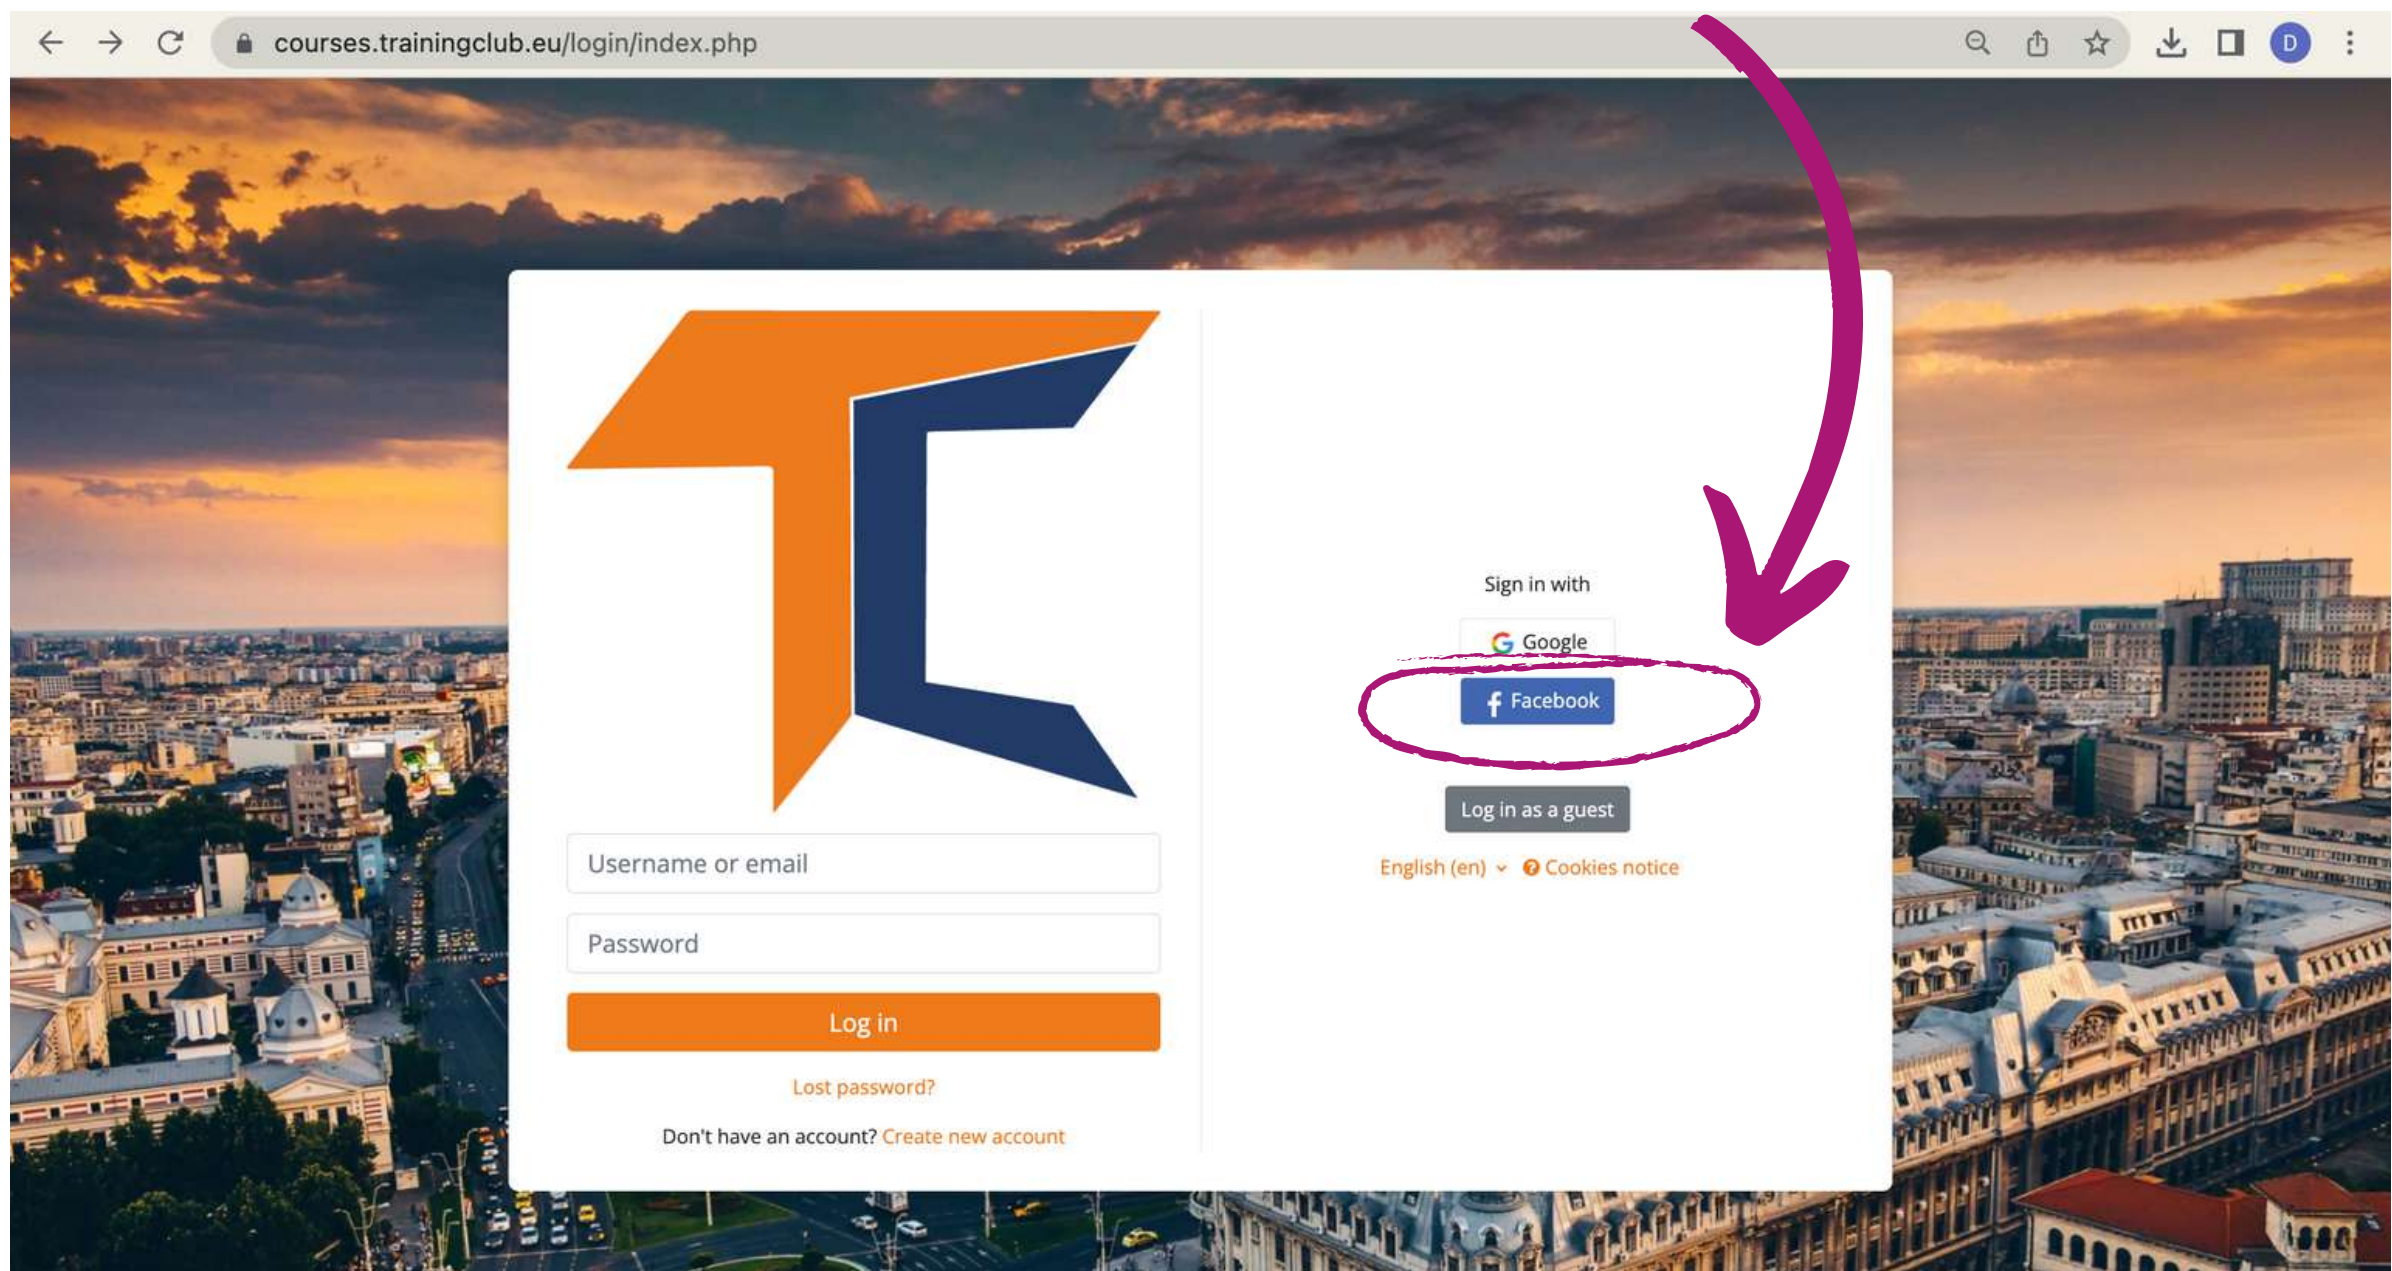 courses.trainingclub.eu/login/index.php
D
TC
Username or email
Password
Log in
Lost password?
Don't have an account? Create new account
Sign in with
Google
Facebook
Log in as a guest
English (en)
Cookies notice